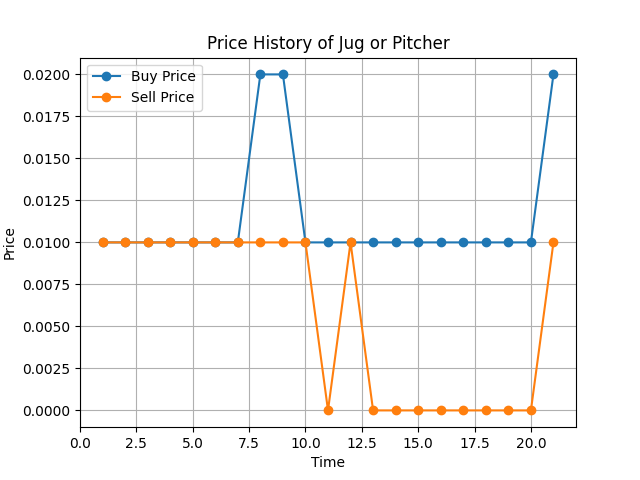 Price History of Jug or Pitcher
Buy Price
Sell Price
0.0200
0.0175
0.0150
0.0125
0.0100
0.0075
0.0050
0.0025
0.0000
Price
0.0 2.5 5.0 7.5 10.0 12.5 15.0 17.5 20.0
Time